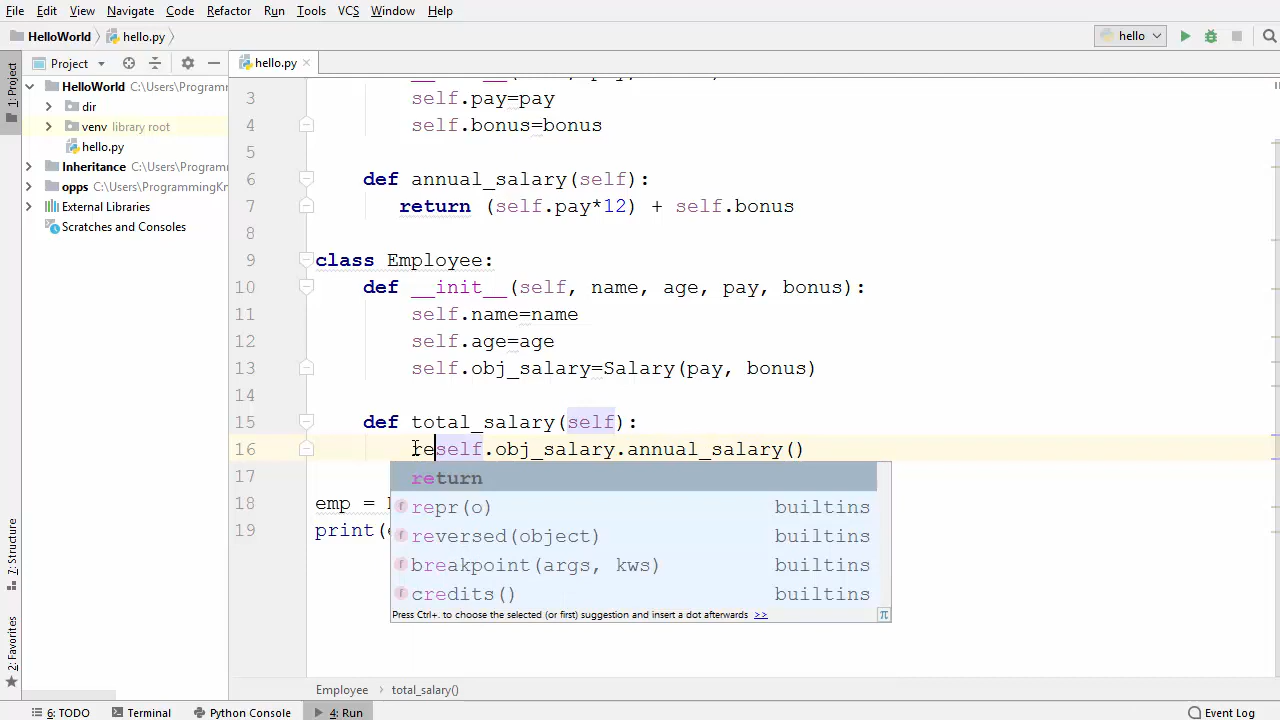 File Edit View Navigate Code Refactor Run Tools VCS Window Help
HelloWorld hello.py hello
Project hello.py
1: Project
HelloWorld C:\Users\Programm
dir
venv library root
hello.py
Inheritance C:\Users\Program
opps C:\Users\ProgrammingKn
External Libraries
Scratches and Consoles
7: Structure
2: Favorites
3 self.pay=pay
4 self.bonus=bonus
5
6 def annual_salary(self):
7 return (self.pay*12) + self.bonus
8
9 class Employee:
10 def __init__(self, name, age, pay, bonus):
11 self.name=name
12 self.age=age
13 self.obj_salary=Salary(pay, bonus)
14
15 def total_salary(self):
16 reself.obj_salary.annual_salary()
17
18 emp =
19 print(
return
repr(o) builtins
reversed(object) builtins
breakpoint(args, kws) builtins
credits() builtins
Press Ctrl+. to choose the selected (or first) suggestion and insert a dot afterwards >> π
Employee total_salary()
6: TODO Terminal Python Console 4: Run Event Log